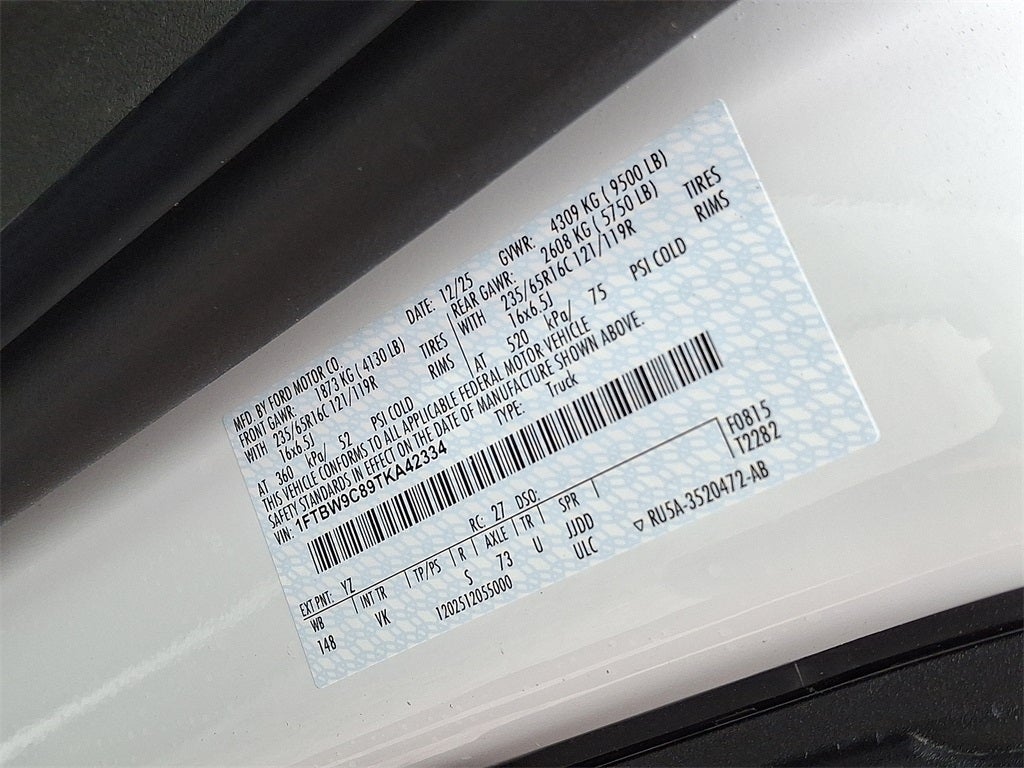 MFD. BY FORD MOTOR CO. DATE: 12/25 GVWR: 4309 KG ( 9500 LB)
FRONT GAWR: 1873 KG ( 4130 LB) REAR GAWR: 2608 KG ( 5750 LB)
WITH 235/65R16C 121/119R TIRES WITH 235/65R16C 121/119R TIRES
16x6.5J RIMS 16x6.5J RIMS
AT 360 kPa/ 52 PSI COLD AT 520 kPa/ 75 PSI COLD
THIS VEHICLE CONFORMS TO ALL APPLICABLE FEDERAL MOTOR VEHICLE
SAFETY STANDARDS IN EFFECT ON THE DATE OF MANUFACTURE SHOWN ABOVE.
VIN: 1FTBW9C89TKA42334 TYPE: Truck
EXT PNT: YZ RC: 27 DSO: F0815
WB INT TR TP/PS R AXLE TR SPR T2282
148 VK S 73 U JJDD
1202512055000 ULC ▽ RU5A-3520472-AB